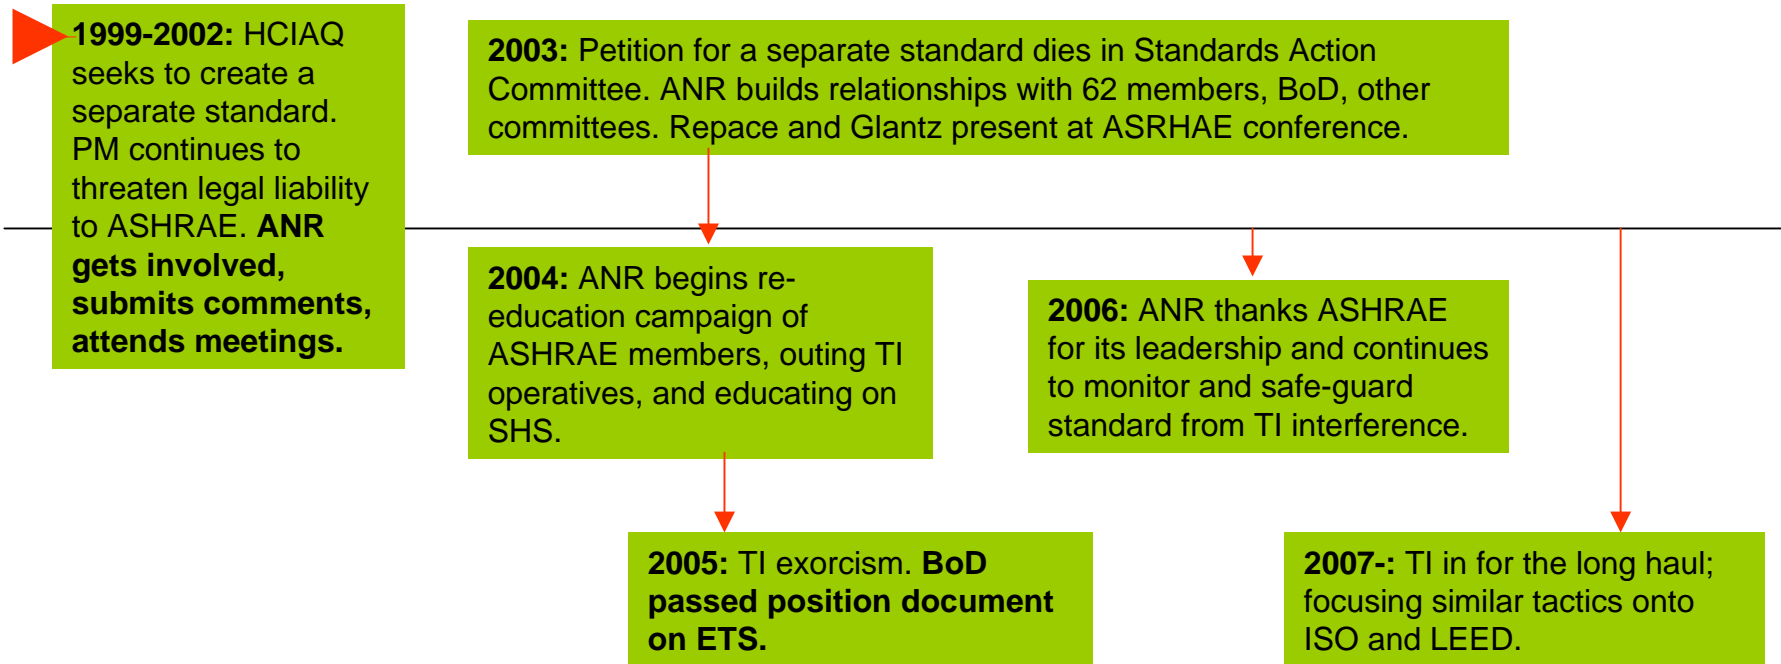 1999-2002: HCIAQ
seeks to create a
separate standard.
PM continues to
threaten legal liability
to ASHRAE. ANR
gets involved,
submits comments,
attends meetings.
2003: Petition for a separate standard dies in Standards Action
Committee. ANR builds relationships with 62 members, BoD, other
committees. Repace and Glantz present at ASRHAE conference.
2004: ANR begins re-
education campaign of
ASHRAE members, outing TI
operatives, and educating on
SHS.
2005: TI exorcism. BoD
passed position document
on ETS.
2006: ANR thanks ASHRAE
for its leadership and continues
to monitor and safe-guard
standard from TI interference.
2007-: TI in for the long haul;
focusing similar tactics onto
ISO and LEED.